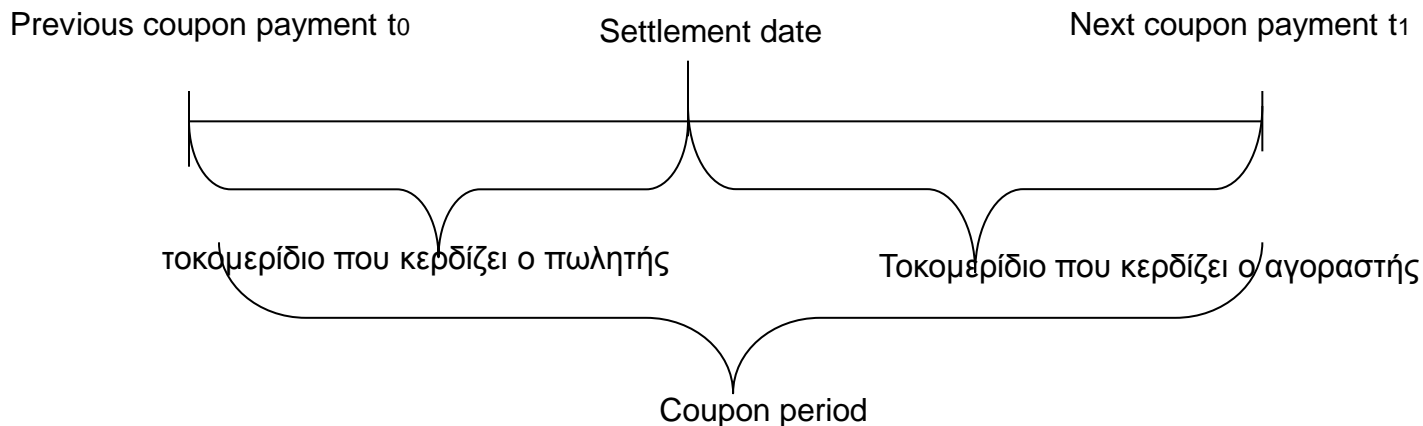 Previous coupon payment t0
Settlement date
Next coupon payment t1
τοκομερίδιο που κερδίζει ο πωλητής
Τοκομερίδιο που κερδίζει ο αγοραστής
Coupon period